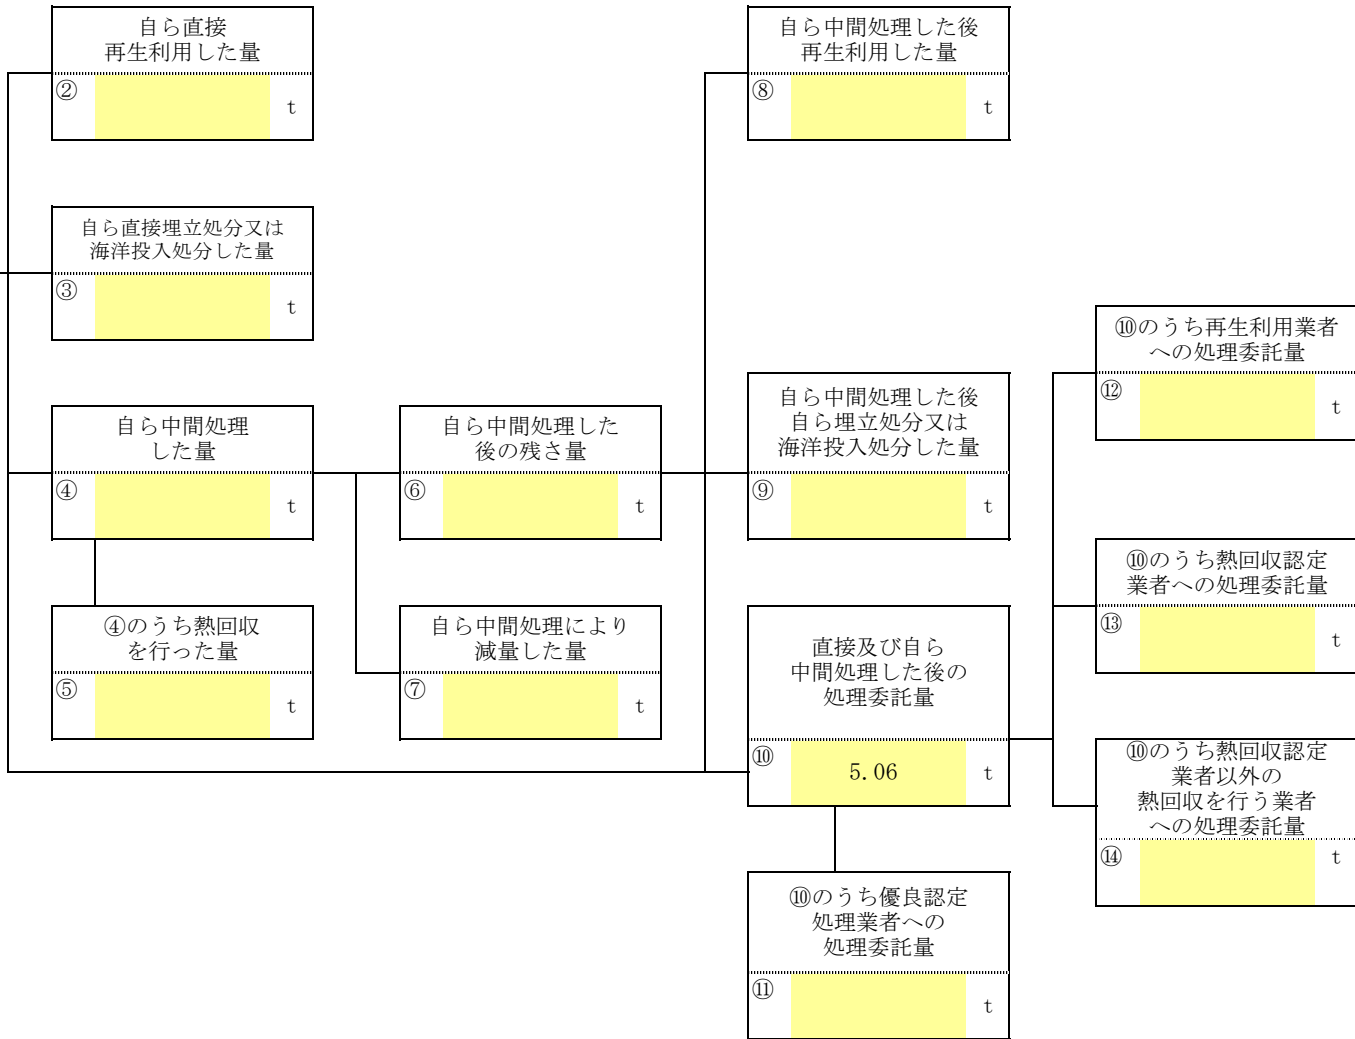 自ら直接
再生利用した量
②
t
自ら中間処理した後
再生利用した量
⑧
t
自ら直接埋立処分又は
海洋投入処分した量
③
t
⑩のうち再生利用業者
への処理委託量
⑫
t
自ら中間処理
した量
④
t
自ら中間処理した
後の残さ量
⑥
t
自ら中間処理した後
自ら埋立処分又は
海洋投入処分した量
⑨
t
⑩のうち熱回収認定
業者への処理委託量
⑬
t
④のうち熱回収
を行った量
⑤
t
自ら中間処理により
減量した量
⑦
t
直接及び自ら
中間処理した後の
処理委託量
⑩
5.06
t
⑩のうち熱回収認定
業者以外の
熱回収を行う業者
への処理委託量
⑭
t
⑩のうち優良認定
処理業者への
処理委託量
⑪
t